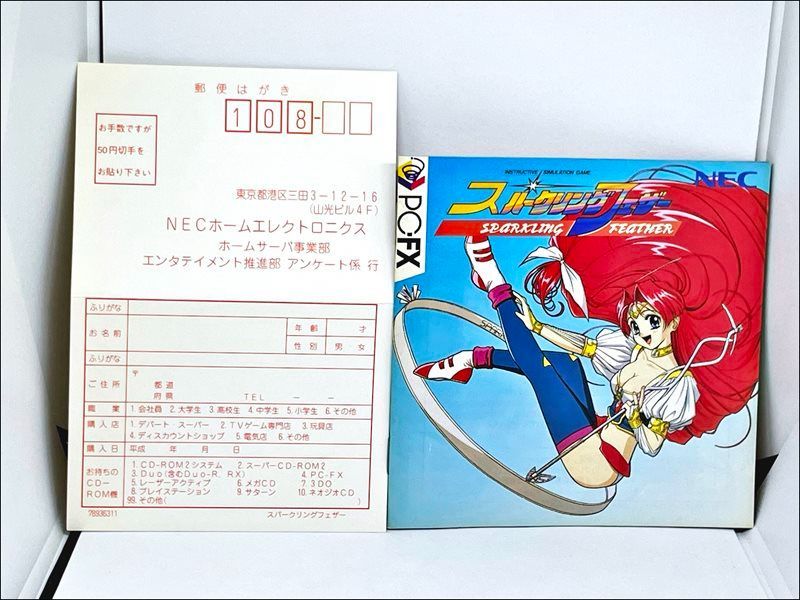 郵便はがき
108-
お手数ですが
50円切手を
お貼り下さい
東京都港区三田3-12-16
(山光ビル4F)
NECホームエレクトロニクス
ホームサーバ事業部
エンタテイメント推進部 アンケート係 行
ふりがな
お名前
年齢 才
性別 男 女
ふりがな
ご住所
〒
都道
府県
TEL － －
職業
1.会社員 2.大学生 3.高校生 4.中学生 5.小学生 6.その他
購入店
1.デパート・スーパー 2.TVゲーム専門店 3.玩具店
4.ディスカウントショップ 5.電気店 6.その他
購入日
平成 年 月 日
お持ちの
CD-
ROM機
1.CD-ROM2システム 2.スーパーCD-ROM2
3.Duo(含むDuo-R, RX) 4.PC-FX
5.レーザーアクティブ 6.メガCD 7.3DO
8.プレイステーション 9.サターン 10.ネオジオCD
99.その他( )
78936311
スパークリングフェザー
PC-FX
INSTRUCTIVE SIMULATION GAME
NEC
スパークリングフェザー
SPARKLING FEATHER